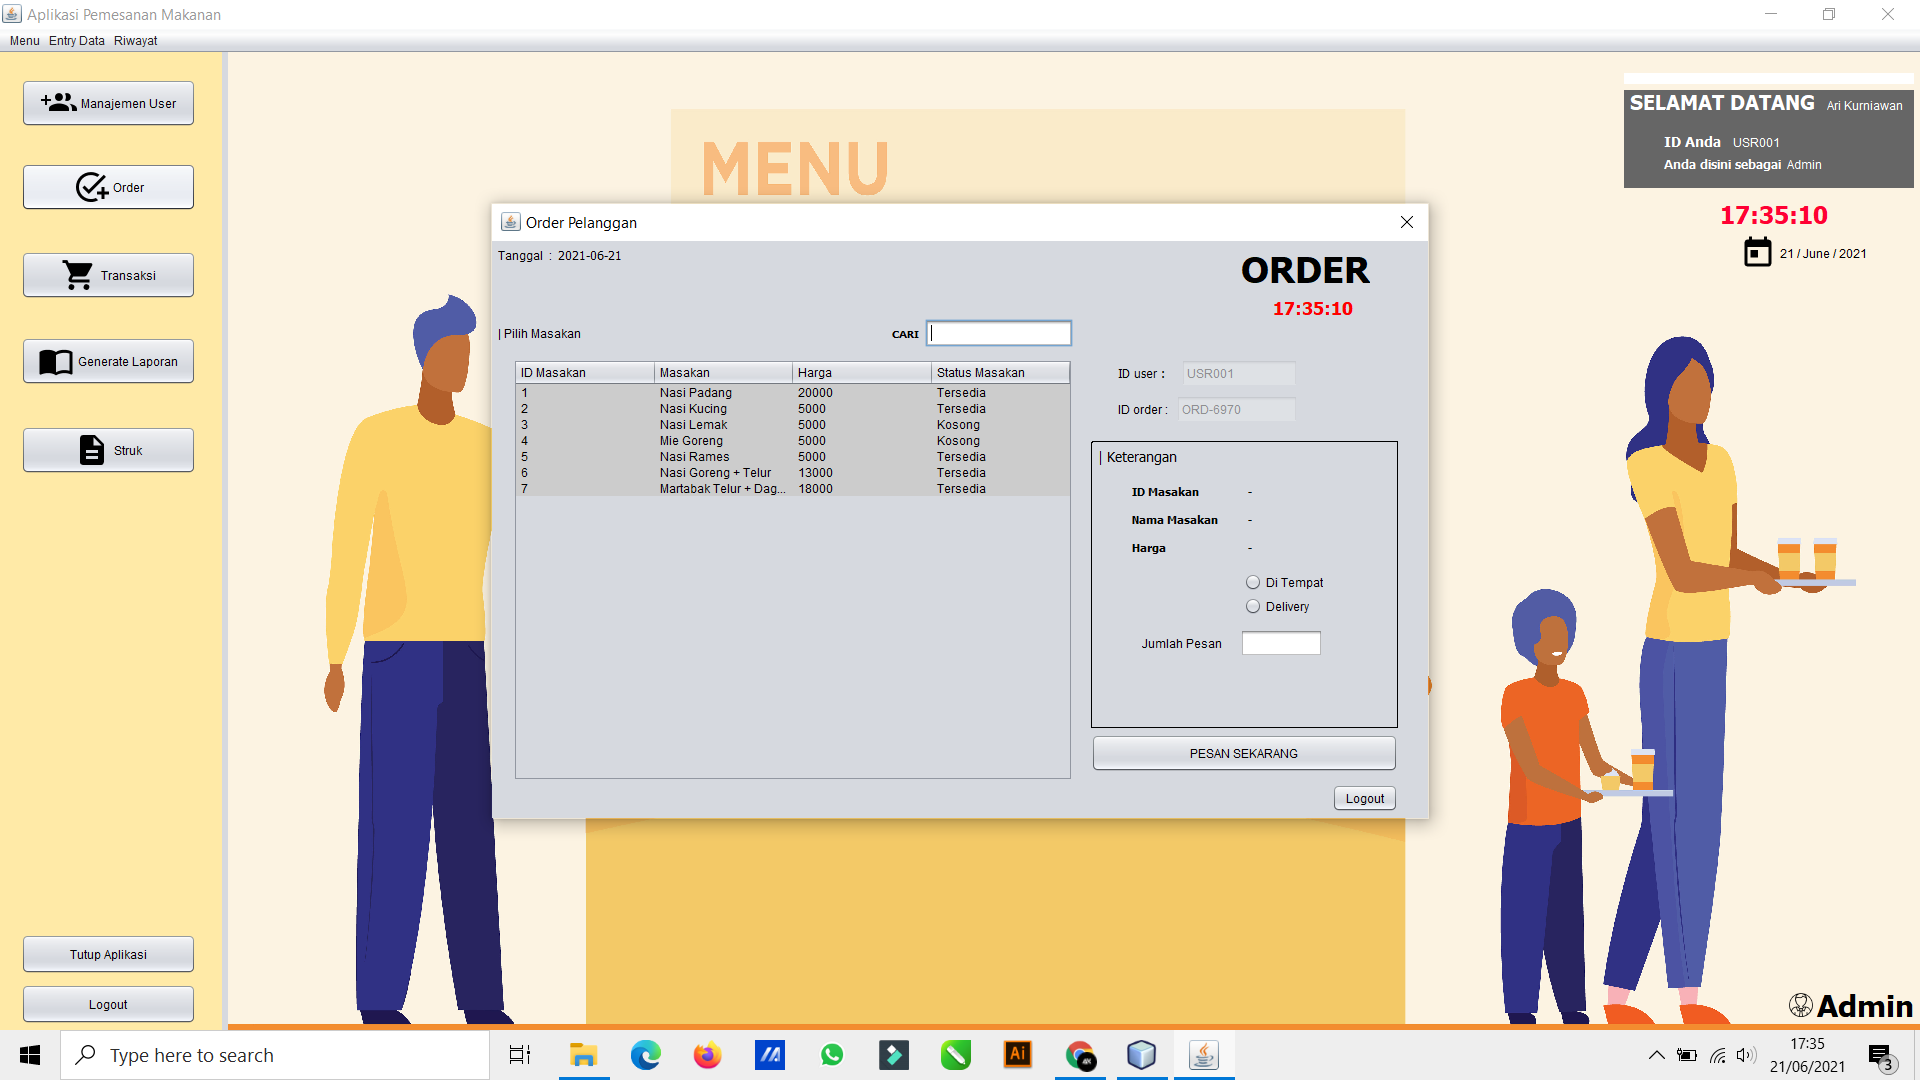 Aplikasi Pemesanan Makanan
Menu Entry Data Riwayat
Manajemen User
Order
Transaksi
Generate Laporan
Struk
Tutup Aplikasi
Logout
MENU
SELAMAT DATANG Ari Kurniawan
ID Anda USR001
Anda disini sebagai Admin
17:35:10
21 / June / 2021
Order Pelanggan
Tanggal : 2021-06-21
ORDER
17:35:10
| Pilih Masakan
CARI
ID Masakan Masakan Harga Status Masakan
1 Nasi Padang 20000 Tersedia
2 Nasi Kucing 5000 Tersedia
3 Nasi Lemak 5000 Kosong
4 Mie Goreng 5000 Kosong
5 Nasi Rames 5000 Tersedia
6 Nasi Goreng + Telur 13000 Tersedia
7 Martabak Telur + Dag... 18000 Tersedia
ID user : USR001
ID order : ORD-6970
| Keterangan
ID Masakan -
Nama Masakan -
Harga -
Di Tempat
Delivery
Jumlah Pesan
PESAN SEKARANG
Logout
Admin
Type here to search
Ai
17:35
21/06/2021
3